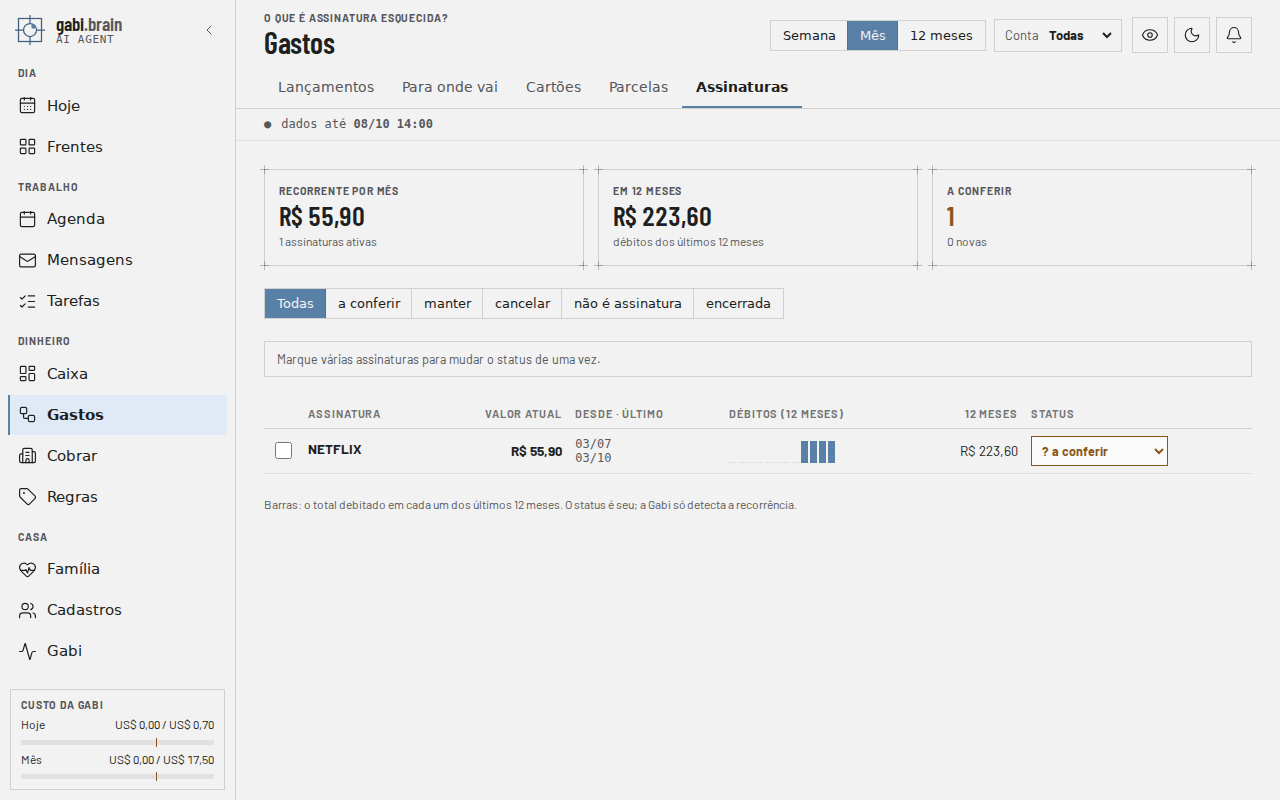 gabi.brain
AI AGENT
DIA
Hoje
Frentes
TRABALHO
Agenda
Mensagens
Tarefas
DINHEIRO
Caixa
Gastos
Cobrar
Regras
CASA
Família
Cadastros
Gabi
CUSTO DA GABI
Hoje US$ 0,00 / US$ 0,70
Mês US$ 0,00 / US$ 17,50
O QUE É ASSINATURA ESQUECIDA?
Gastos
Semana Mês 12 meses Conta Todas
Lançamentos Para onde vai Cartões Parcelas Assinaturas
dados até 08/10 14:00
RECORRENTE POR MÊS
R$ 55,90
1 assinaturas ativas
EM 12 MESES
R$ 223,60
débitos dos últimos 12 meses
A CONFERIR
1
0 novas
Todas a conferir manter cancelar não é assinatura encerrada
Marque várias assinaturas para mudar o status de uma vez.
ASSINATURA VALOR ATUAL DESDE · ÚLTIMO DÉBITOS (12 MESES) 12 MESES STATUS
NETFLIX R$ 55,90 03/07 R$ 223,60 ? a conferir
03/10
Barras: o total debitado em cada um dos últimos 12 meses. O status é seu; a Gabi só detecta a recorrência.